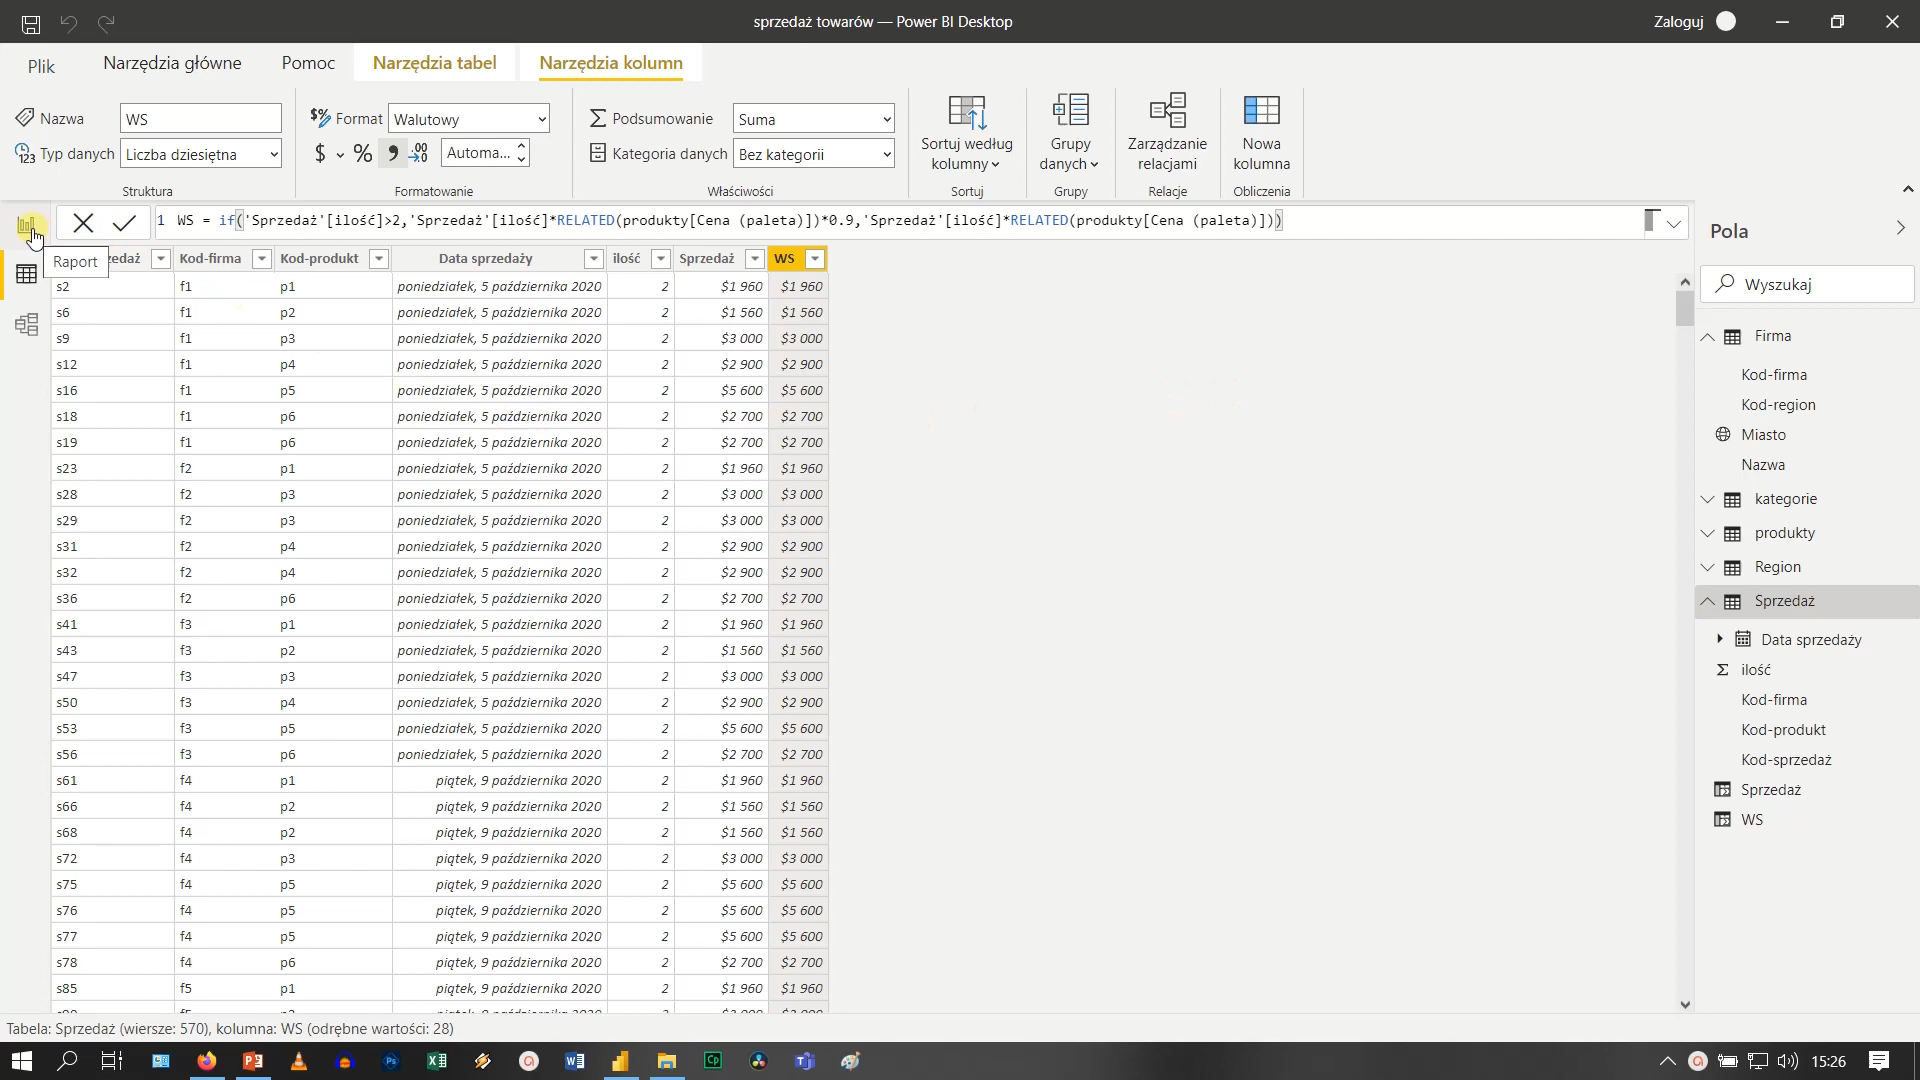 sprzedaż towarów — Power BI Desktop
Zaloguj
Plik
Narzędzia główne
Pomoc
Narzędzia tabel
Narzędzia kolumn
Nazwa
WS
Typ danych
Liczba dziesiętna
Struktura
Format
Walutowy
$ % 9 .00
Automa...
Formatowanie
Podsumowanie
Suma
Kategoria danych
Bez kategorii
Właściwości
Sortuj według
kolumny
Sortuj
Grupy
danych
Grupy
Zarządzanie
relacjami
Relacje
Nowa
kolumna
Obliczenia
1 WS = if('Sprzedaż'[ilość]>2,'Sprzedaż'[ilość]*RELATED(produkty[Cena (paleta)])*0.9,'Sprzedaż'[ilość]*RELATED(produkty[Cena (paleta)]))
Raport
zedaż Kod-firma Kod-produkt Data sprzedaży ilość Sprzedaż WS
s2 f1 p1 poniedziałek, 5 października 2020 2 $1 960 $1 960
s6 f1 p2 poniedziałek, 5 października 2020 2 $1 560 $1 560
s9 f1 p3 poniedziałek, 5 października 2020 2 $3 000 $3 000
s12 f1 p4 poniedziałek, 5 października 2020 2 $2 900 $2 900
s16 f1 p5 poniedziałek, 5 października 2020 2 $5 600 $5 600
s18 f1 p6 poniedziałek, 5 października 2020 2 $2 700 $2 700
s19 f1 p6 poniedziałek, 5 października 2020 2 $2 700 $2 700
s23 f2 p1 poniedziałek, 5 października 2020 2 $1 960 $1 960
s28 f2 p3 poniedziałek, 5 października 2020 2 $3 000 $3 000
s29 f2 p3 poniedziałek, 5 października 2020 2 $3 000 $3 000
s31 f2 p4 poniedziałek, 5 października 2020 2 $2 900 $2 900
s32 f2 p4 poniedziałek, 5 października 2020 2 $2 900 $2 900
s36 f2 p6 poniedziałek, 5 października 2020 2 $2 700 $2 700
s41 f3 p1 poniedziałek, 5 października 2020 2 $1 960 $1 960
s43 f3 p2 poniedziałek, 5 października 2020 2 $1 560 $1 560
s47 f3 p3 poniedziałek, 5 października 2020 2 $3 000 $3 000
s50 f3 p4 poniedziałek, 5 października 2020 2 $2 900 $2 900
s53 f3 p5 poniedziałek, 5 października 2020 2 $5 600 $5 600
s56 f3 p6 poniedziałek, 5 października 2020 2 $2 700 $2 700
s61 f4 p1 piątek, 9 października 2020 2 $1 960 $1 960
s66 f4 p2 piątek, 9 października 2020 2 $1 560 $1 560
s68 f4 p2 piątek, 9 października 2020 2 $1 560 $1 560
s72 f4 p3 piątek, 9 października 2020 2 $3 000 $3 000
s75 f4 p5 piątek, 9 października 2020 2 $5 600 $5 600
s76 f4 p5 piątek, 9 października 2020 2 $5 600 $5 600
s77 f4 p5 piątek, 9 października 2020 2 $5 600 $5 600
s78 f4 p6 piątek, 9 października 2020 2 $2 700 $2 700
s85 f5 p1 piątek, 9 października 2020 2 $1 960 $1 960
Pola
Wyszukaj
Firma
Kod-firma
Kod-region
Miasto
Nazwa
kategorie
produkty
Region
Sprzedaż
Data sprzedaży
ilość
Kod-firma
Kod-produkt
Kod-sprzedaż
Sprzedaż
WS
Tabela: Sprzedaż (wiersze: 570), kolumna: WS (odrębne wartości: 28)
15:26